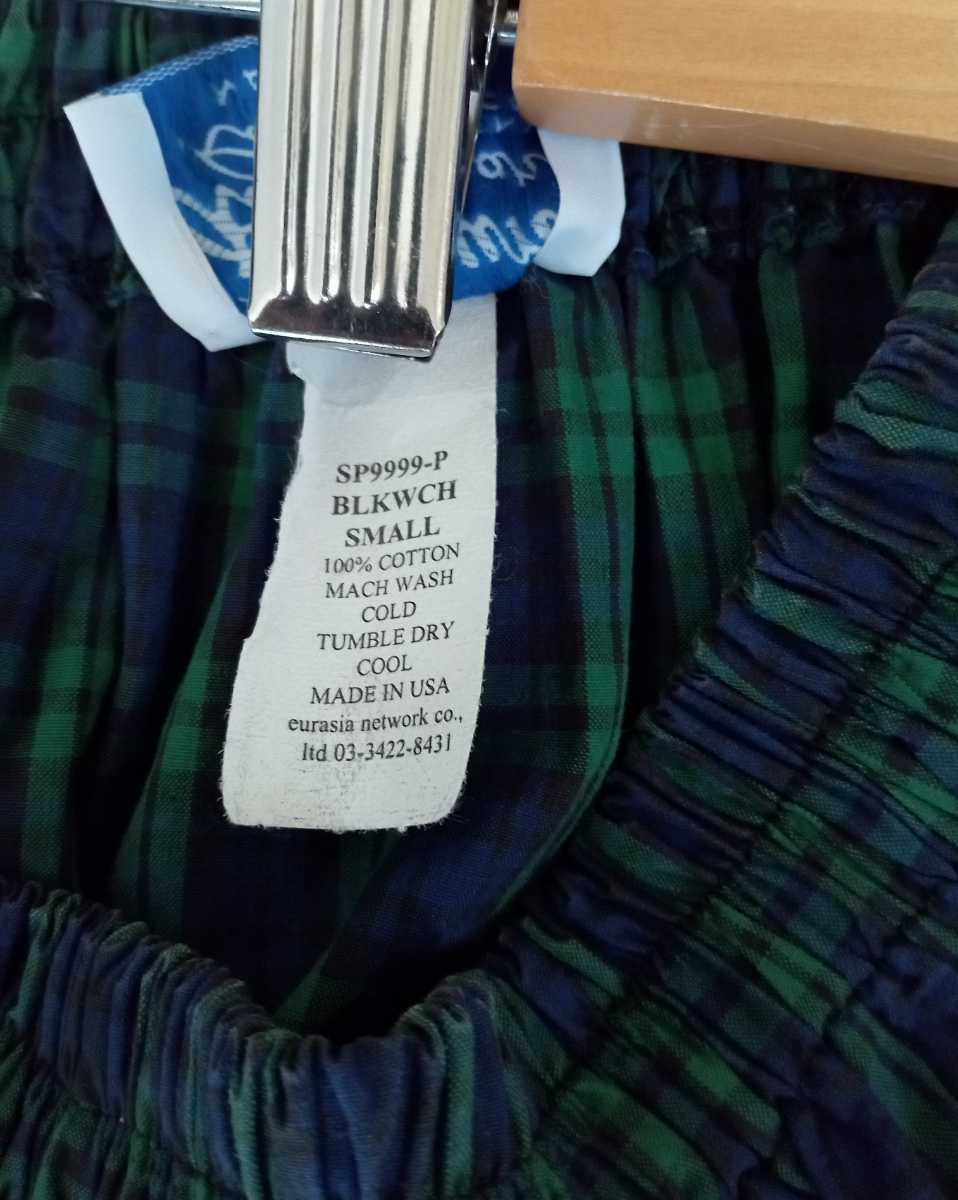 SP9999-P
BLKWCH
SMALL
100% COTTON
MACH WASH
COLD
TUMBLE DRY
COOL
MADE IN USA
eurasia network co.,
ltd 03-3422-8431